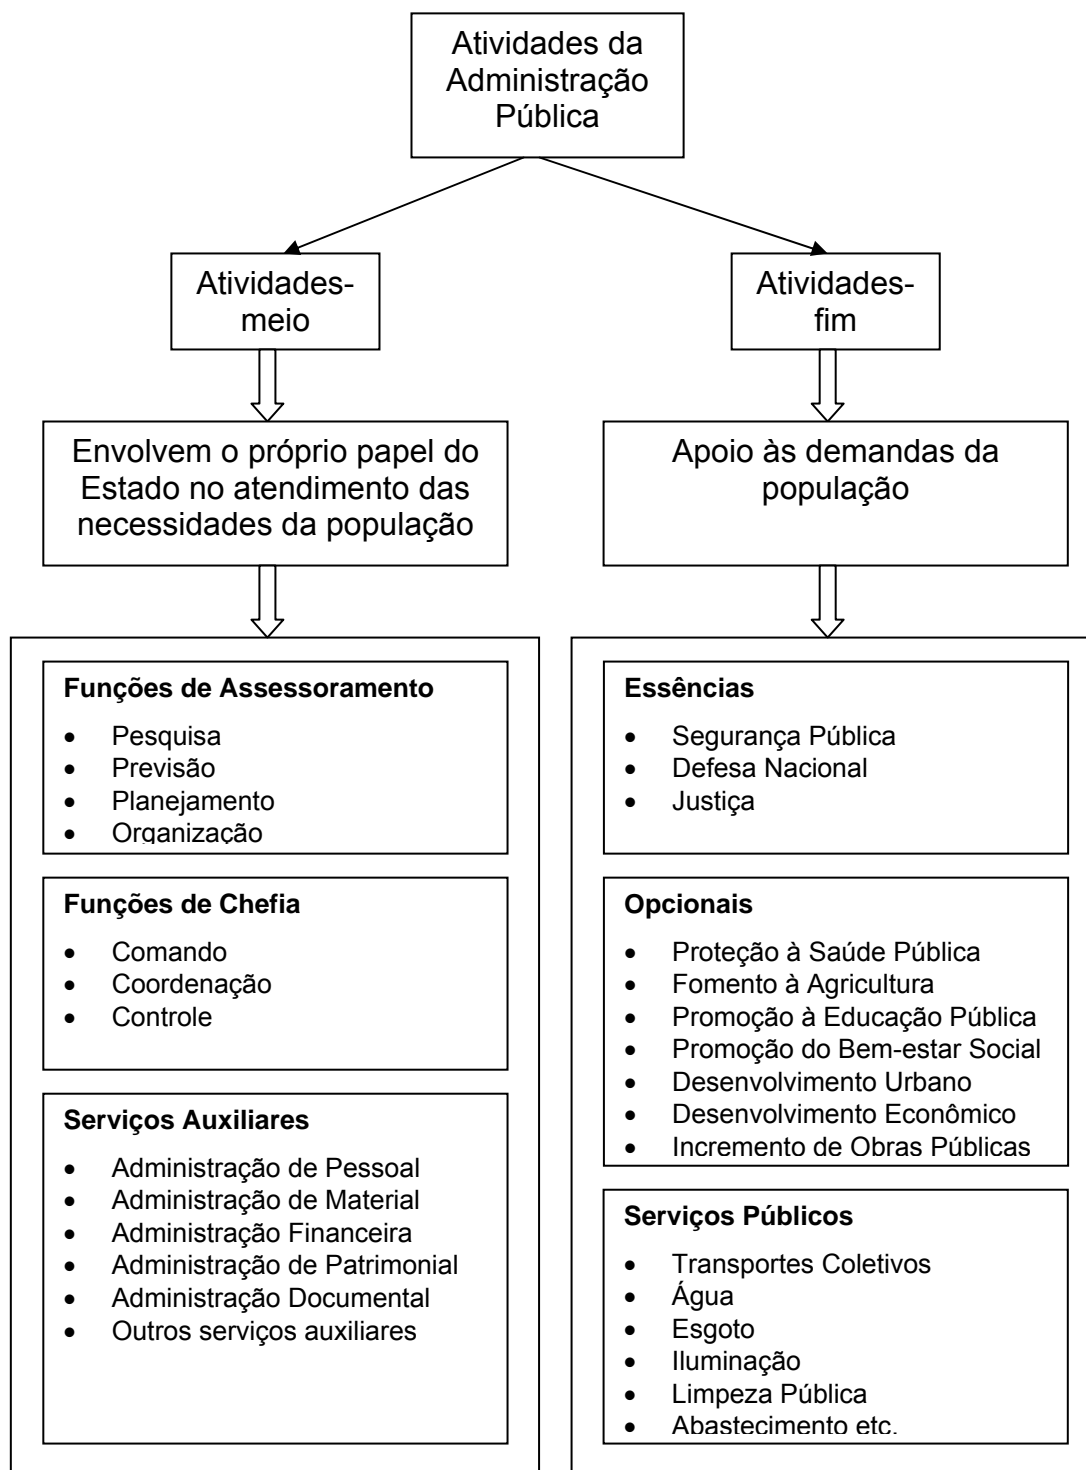 Atividades da
Administração
Pública
Atividades-
meio
Atividades-
fim
Envolvem o próprio papel do
Estado no atendimento das
necessidades da população
Apoio às demandas da
população
Funções de Assessoramento
• Pesquisa
• Previsão
• Planejamento
• Organização
Funções de Chefia
• Comando
• Coordenação
• Controle
Serviços Auxiliares
• Administração de Pessoal
• Administração de Material
• Administração Financeira
• Administração de Patrimonial
• Administração Documental
• Outros serviços auxiliares
Essências
• Segurança Pública
• Defesa Nacional
• Justiça
Opcionais
• Proteção à Saúde Pública
• Fomento à Agricultura
• Promoção à Educação Pública
• Promoção do Bem-estar Social
• Desenvolvimento Urbano
• Desenvolvimento Econômico
• Incremento de Obras Públicas
Serviços Públicos
• Transportes Coletivos
• Água
• Esgoto
• Iluminação
• Limpeza Pública
• Abastecimento etc.